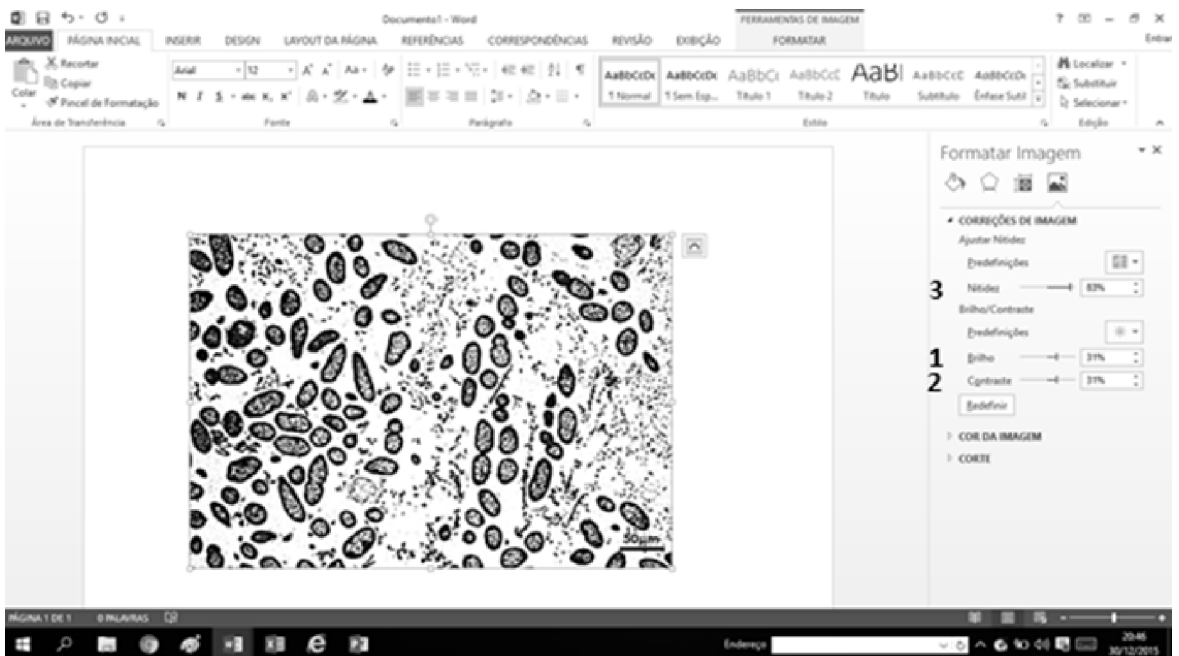 Documento1 - Word
FERRAMENTAS DE IMAGEM
ARQUIVO PÁGINA INICIAL INSERIR DESIGN LAYOUT DA PÁGINA REFERÊNCIAS CORRESPONDÊNCIAS REVISÃO EXIBIÇÃO FORMATAR Entrar
Colar
Recortar
Copiar
Pincel de Formatação
Área de Transferência
Arial 12
N I S abc X, X²
Fonte
Parágrafo
AaBbCcDc AaBbCcDc AaBbCc AaBbCcC AaBl AaBbCcC AaBbCcDc
¶ Normal ¶ Sem Esp... Título 1 Título 2 Título Subtítulo Ênfase Sutil
Estilo
Localizar
Substituir
Selecionar
Edição
Formatar Imagem
CORREÇÕES DE IMAGEM
Ajustar Nitidez
Predefinições
3 Nitidez 83%
Brilho/Contraste
Predefinições
1 Brilho 31%
2 Contraste 31%
Redefinir
COR DA IMAGEM
CORTE
50µm
PÁGINA 1 DE 1 0 PALAVRAS
Endereço
20:46
30/12/2015